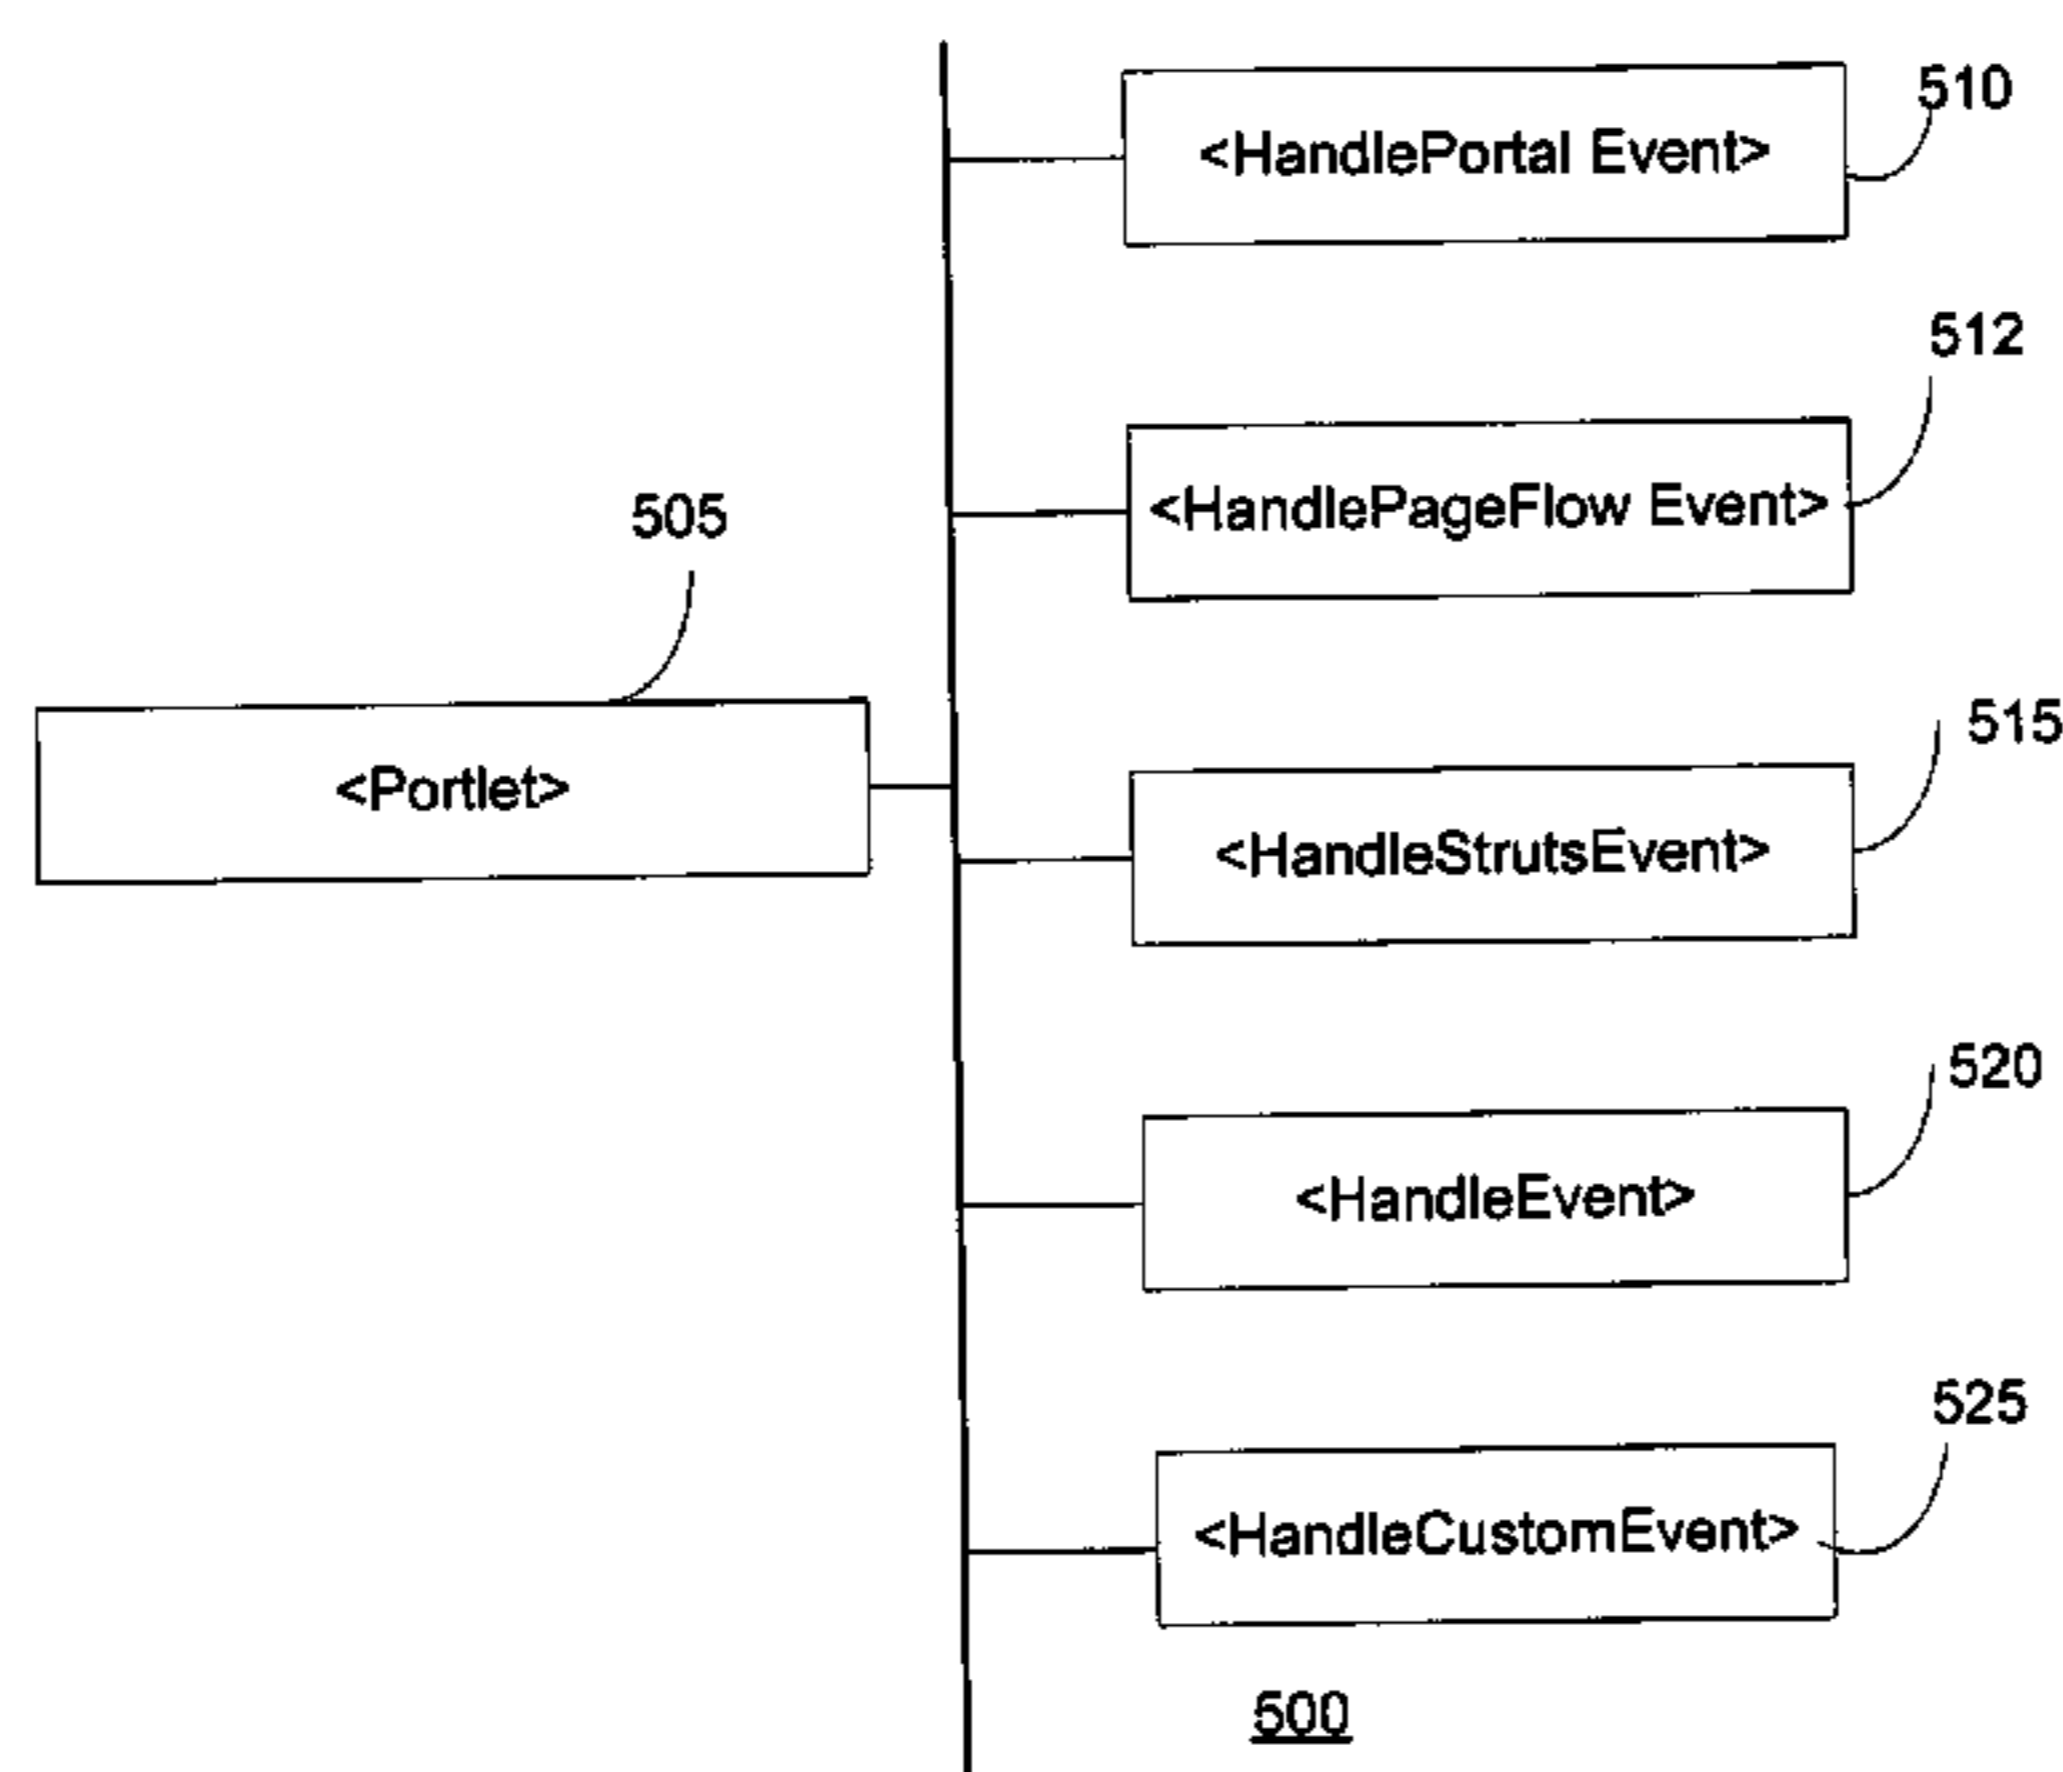 510
<HandlePortal Event>
512
<HandlePageFlow Event>
505
515
<Portlet>
<HandleStrutsEvent>
520
<HandleEvent>
525
<HandleCustomEvent>
500